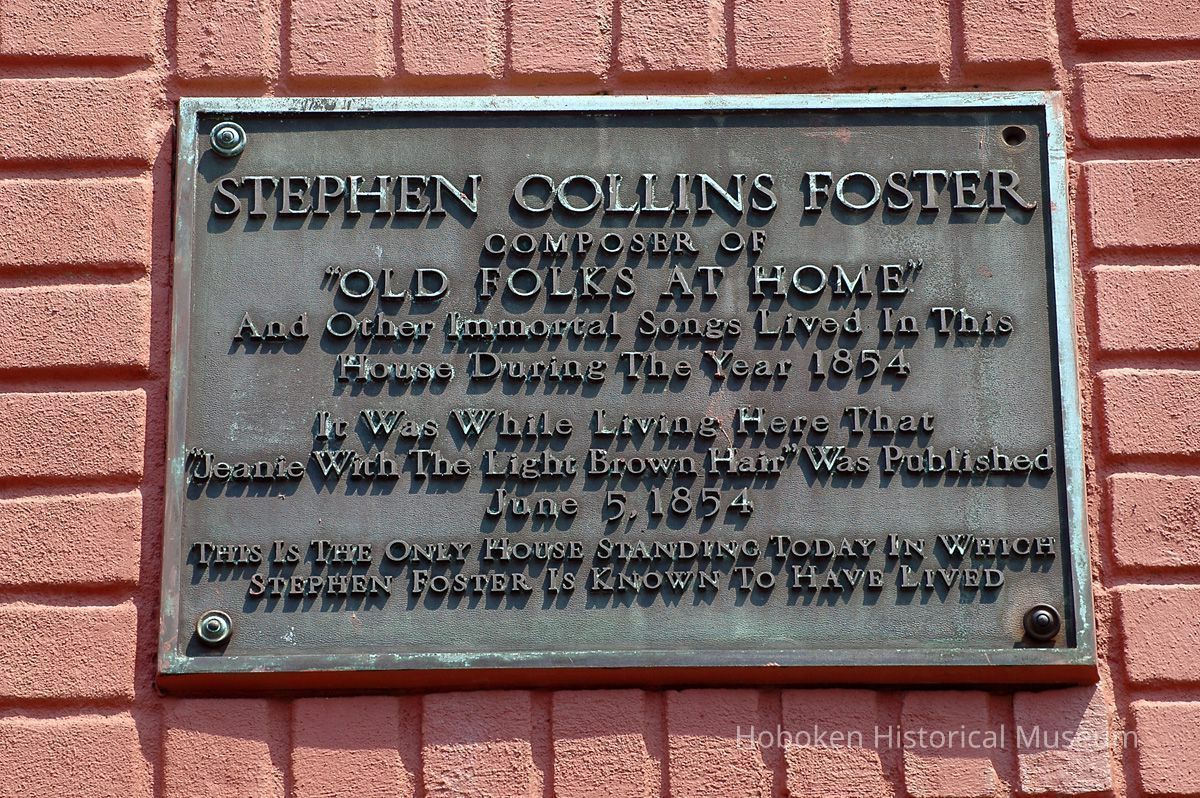 STEPHEN COLLINS FOSTER
COMPOSER OF
"OLD FOLKS AT HOME"
And Other Immortal Songs Lived In This
House During The Year 1854
It Was While Living Here That
"Jeanie With The Light Brown Hair" Was Published
June 5, 1854
THIS IS THE ONLY HOUSE STANDING TODAY IN WHICH
STEPHEN FOSTER IS KNOWN TO HAVE LIVED
Hoboken Historical Museum